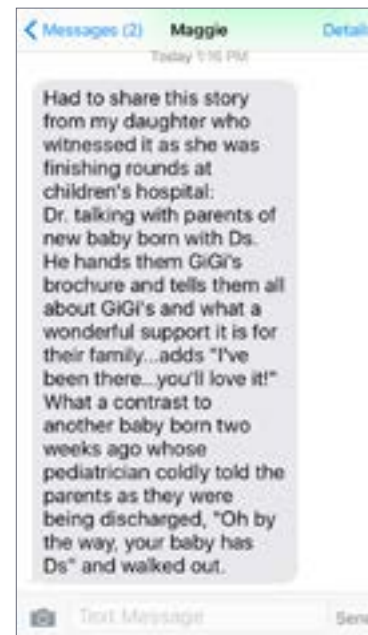 Messages (2) Maggie Details
Today 1:16 PM
Had to share this story
from my daughter who
witnessed it as she was
finishing rounds at
children's hospital:
Dr. talking with parents of
new baby born with Ds.
He hands them GiGi's
brochure and tells them all
about GiGi's and what a
wonderful support it is for
their family...adds "I've
been there...you'll love it!"
What a contrast to
another baby born two
weeks ago whose
pediatrician coldly told the
parents as they were
being discharged, "Oh by
the way, your baby has
Ds" and walked out.
Text Message Send